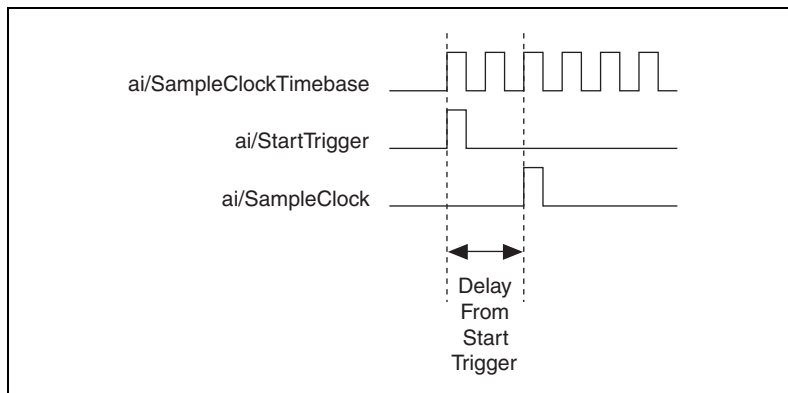 ai/SampleClockTimebase
ai/StartTrigger
ai/SampleClock
Delay
From
Start
Trigger